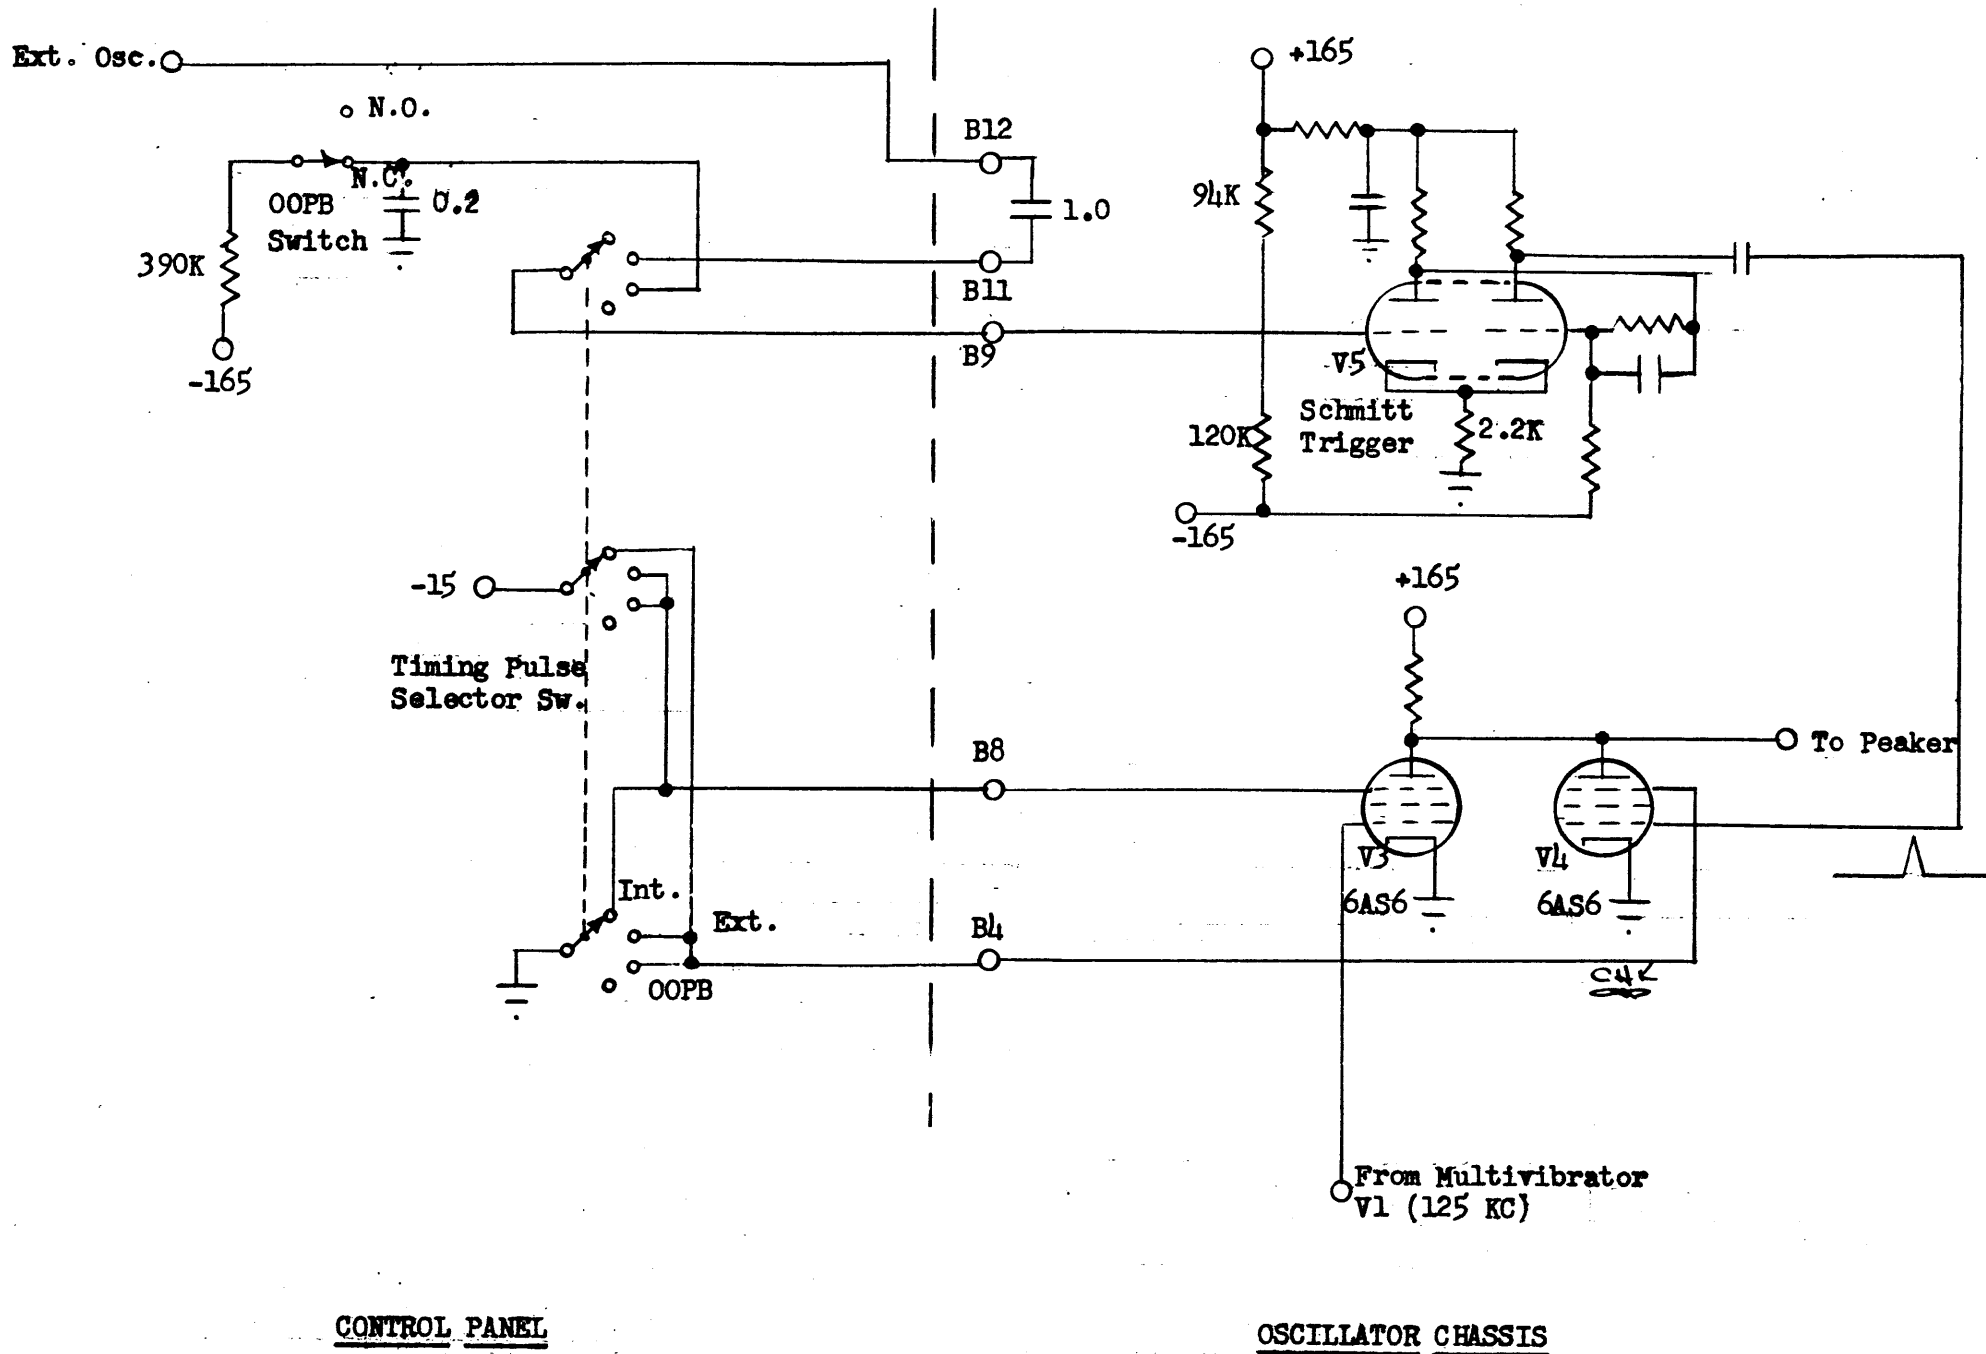 Ext. Osc.
N.O.
N.C.
OOPB
Switch
0.2
390K
-165
B12
1.0
B11
B9
+165
94K
120K
-165
V5
Schmitt
Trigger
2.2K
-15
Timing Pulse
Selector Sw.
+165
B8
To Peaker
V3
6AS6
V4
6AS6
Int.
Ext.
OOPB
B4
CHK
From Multivibrator
V1 (125 KC)
CONTROL PANEL
OSCILLATOR CHASSIS